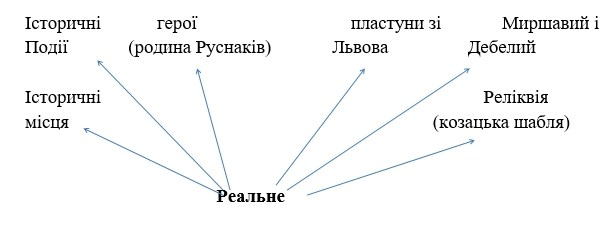 Історичні герої пластуни зі Миршавий і
Події (родина Руснаків) Львова Дебелий
Історичні Реліквія
місця (козацька шабля)
Реальне